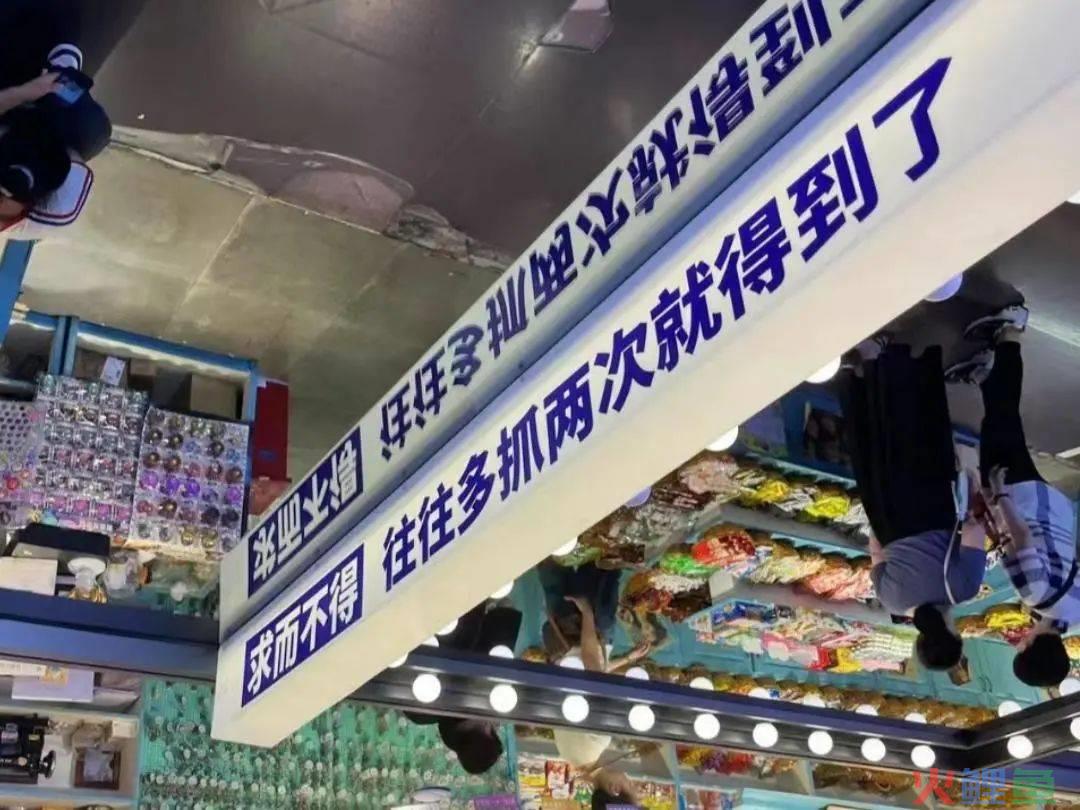 求而不得 往往多抓两次就得到了
火鲤鱼